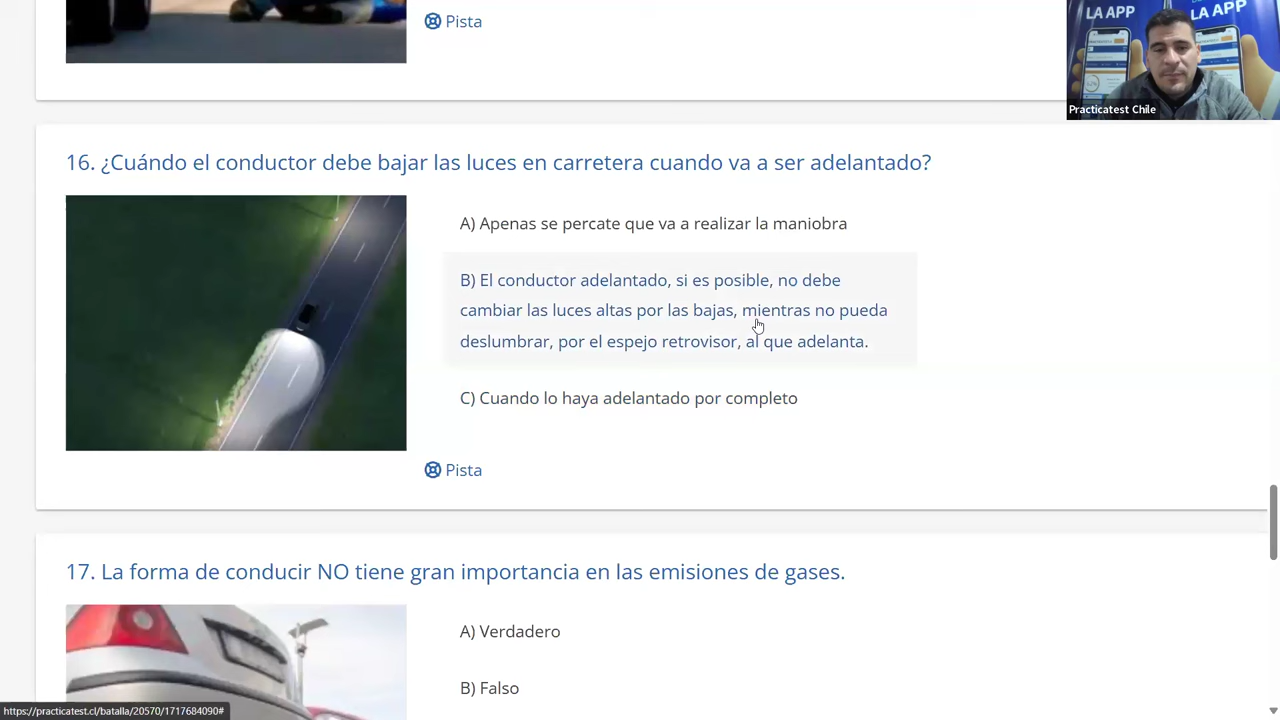 LA APP
LA APP
Practicatest Chile
Pista
16. ¿Cuándo el conductor debe bajar las luces en carretera cuando va a ser adelantado?
A) Apenas se percate que va a realizar la maniobra
B) El conductor adelantado, si es posible, no debe
cambiar las luces altas por las bajas, mientras no pueda
deslumbrar, por el espejo retrovisor, al que adelanta.
C) Cuando lo haya adelantado por completo
Pista
17. La forma de conducir NO tiene gran importancia en las emisiones de gases.
A) Verdadero
B) Falso
https://practicatest.cl/batalla/20570/1717684090#